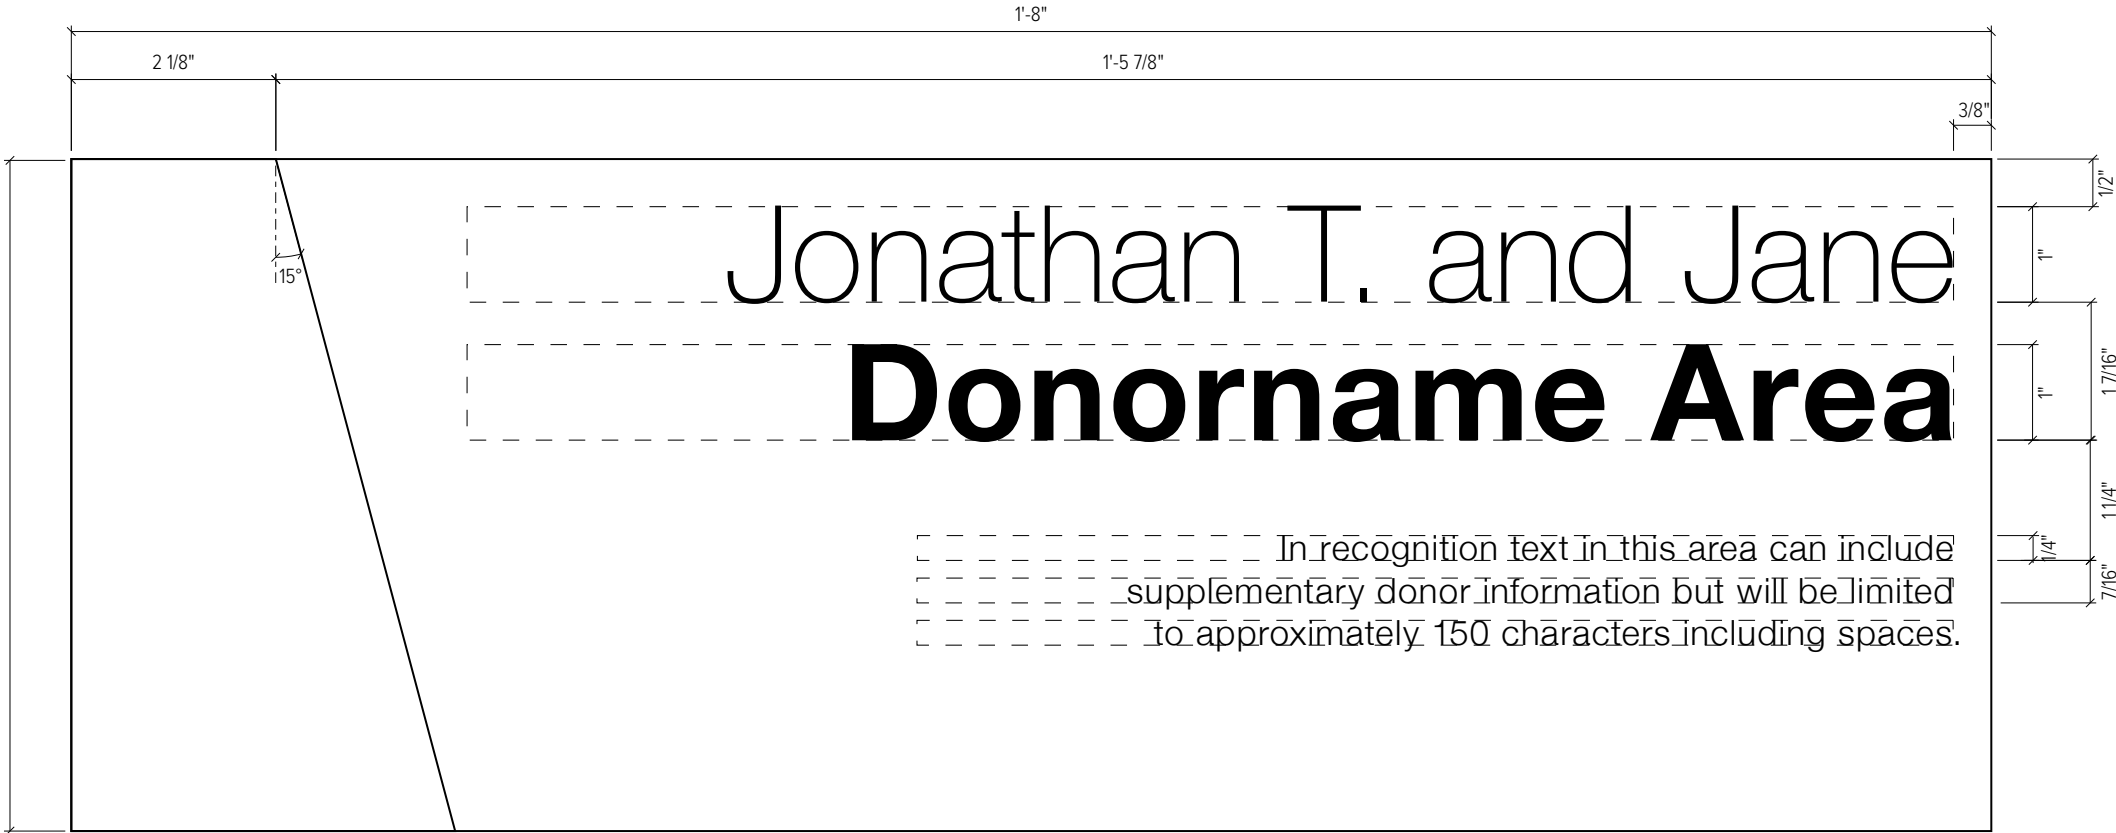 1'-8"
2 1/8"
1'-5 7/8"
3/8"
1/2"
15°
Jonathan T. and Jane
1"
Donorname Area
1"
1 7/16"
1 1/4"
In recognition text in this area can include
1/4"
supplementary donor information but will be limited
7/16"
to approximately 150 characters including spaces.